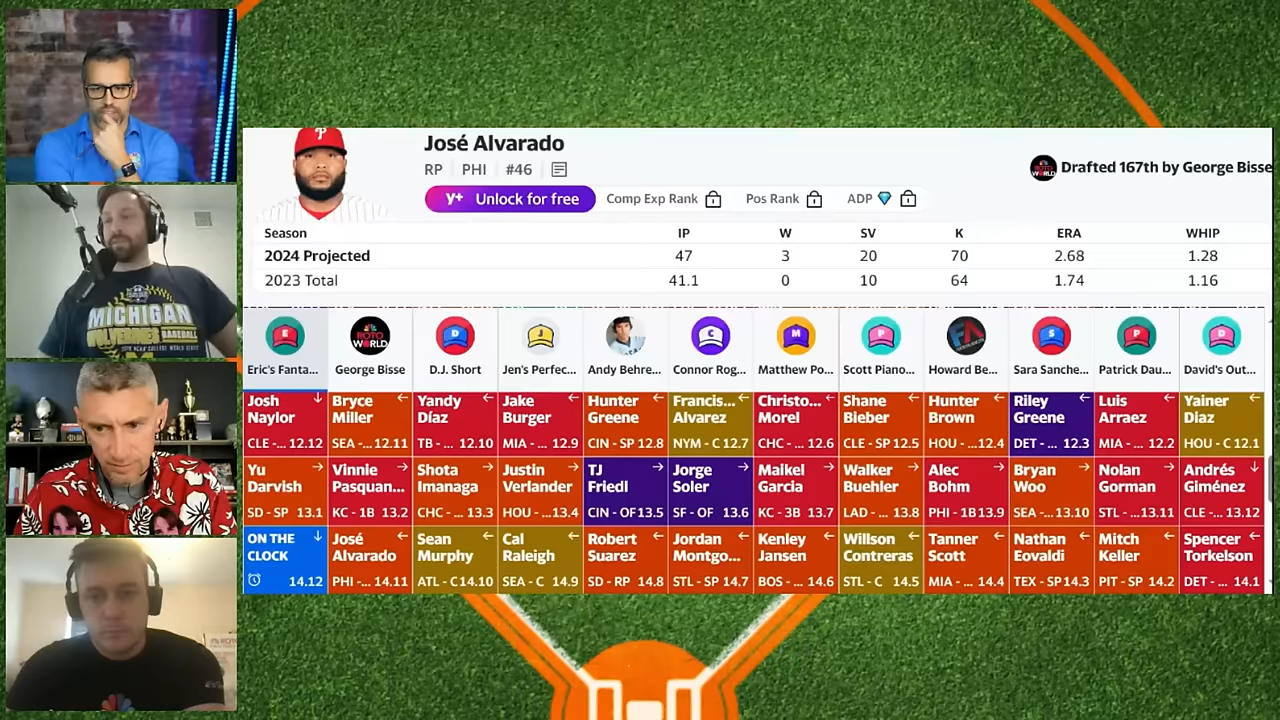 José Alvarado
RP PHI #46
Drafted 167th by George Bisse
y+ Unlock for free Comp Exp Rank Pos Rank ADP
Season IP W SV K ERA WHIP
2024 Projected 47 3 20 70 2.68 1.28
2023 Total 41.1 0 10 64 1.74 1.16
Eric's Fanta... George Bisse D.J. Short Jen's Perfec... Andy Behre... Connor Rog... Matthew Po... Scott Piano... Howard Be... Sara Sanche... Patrick Dau... David's Out...
Josh Bryce Yandy Jake Hunter Francis... Christo... Shane Hunter Riley Luis Yainer
Naylor Miller Díaz Burger Greene Alvarez Morel Bieber Brown Greene Arraez Diaz
CLE -... 12.12 SEA -... 12.11 TB - ... 12.10 MIA - ... 12.9 CIN - SP 12.8 NYM - C 12.7 CHC - ... 12.6 CLE - SP 12.5 HOU - ... 12.4 DET - ... 12.3 MIA - ... 12.2 HOU - C 12.1
Yu Vinnie Shota Justin TJ Jorge Maikel Walker Alec Bryan Nolan Andrés
Darvish Pasquan... Imanaga Verlander Friedl Soler Garcia Buehler Bohm Woo Gorman Giménez
SD - SP 13.1 KC - 1B 13.2 CHC - ... 13.3 HOU - ... 13.4 CIN - OF 13.5 SF - OF 13.6 KC - 3B 13.7 LAD - ... 13.8 PHI - 1B 13.9 SEA - ... 13.10 STL - ... 13.11 CLE - ... 13.12
ON THE José Sean Cal Robert Jordan Kenley Willson Tanner Nathan Mitch Spencer
CLOCK Alvarado Murphy Raleigh Suarez Montgo... Jansen Contreras Scott Eovaldi Keller Torkelson
14.12 PHI - ... 14.11 ATL - C 14.10 SEA - C 14.9 SD - RP 14.8 STL - SP 14.7 BOS - ... 14.6 STL - C 14.5 MIA - ... 14.4 TEX - SP 14.3 PIT - SP 14.2 DET - ... 14.1
MICHIGAN
WOLVERINES BASEBALL